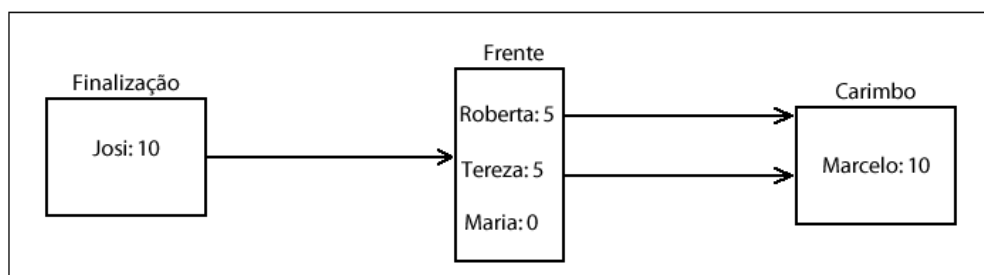 Finalização
Josi: 10
Frente
Roberta: 5
Tereza: 5
Maria: 0
Carimbo
Marcelo: 10